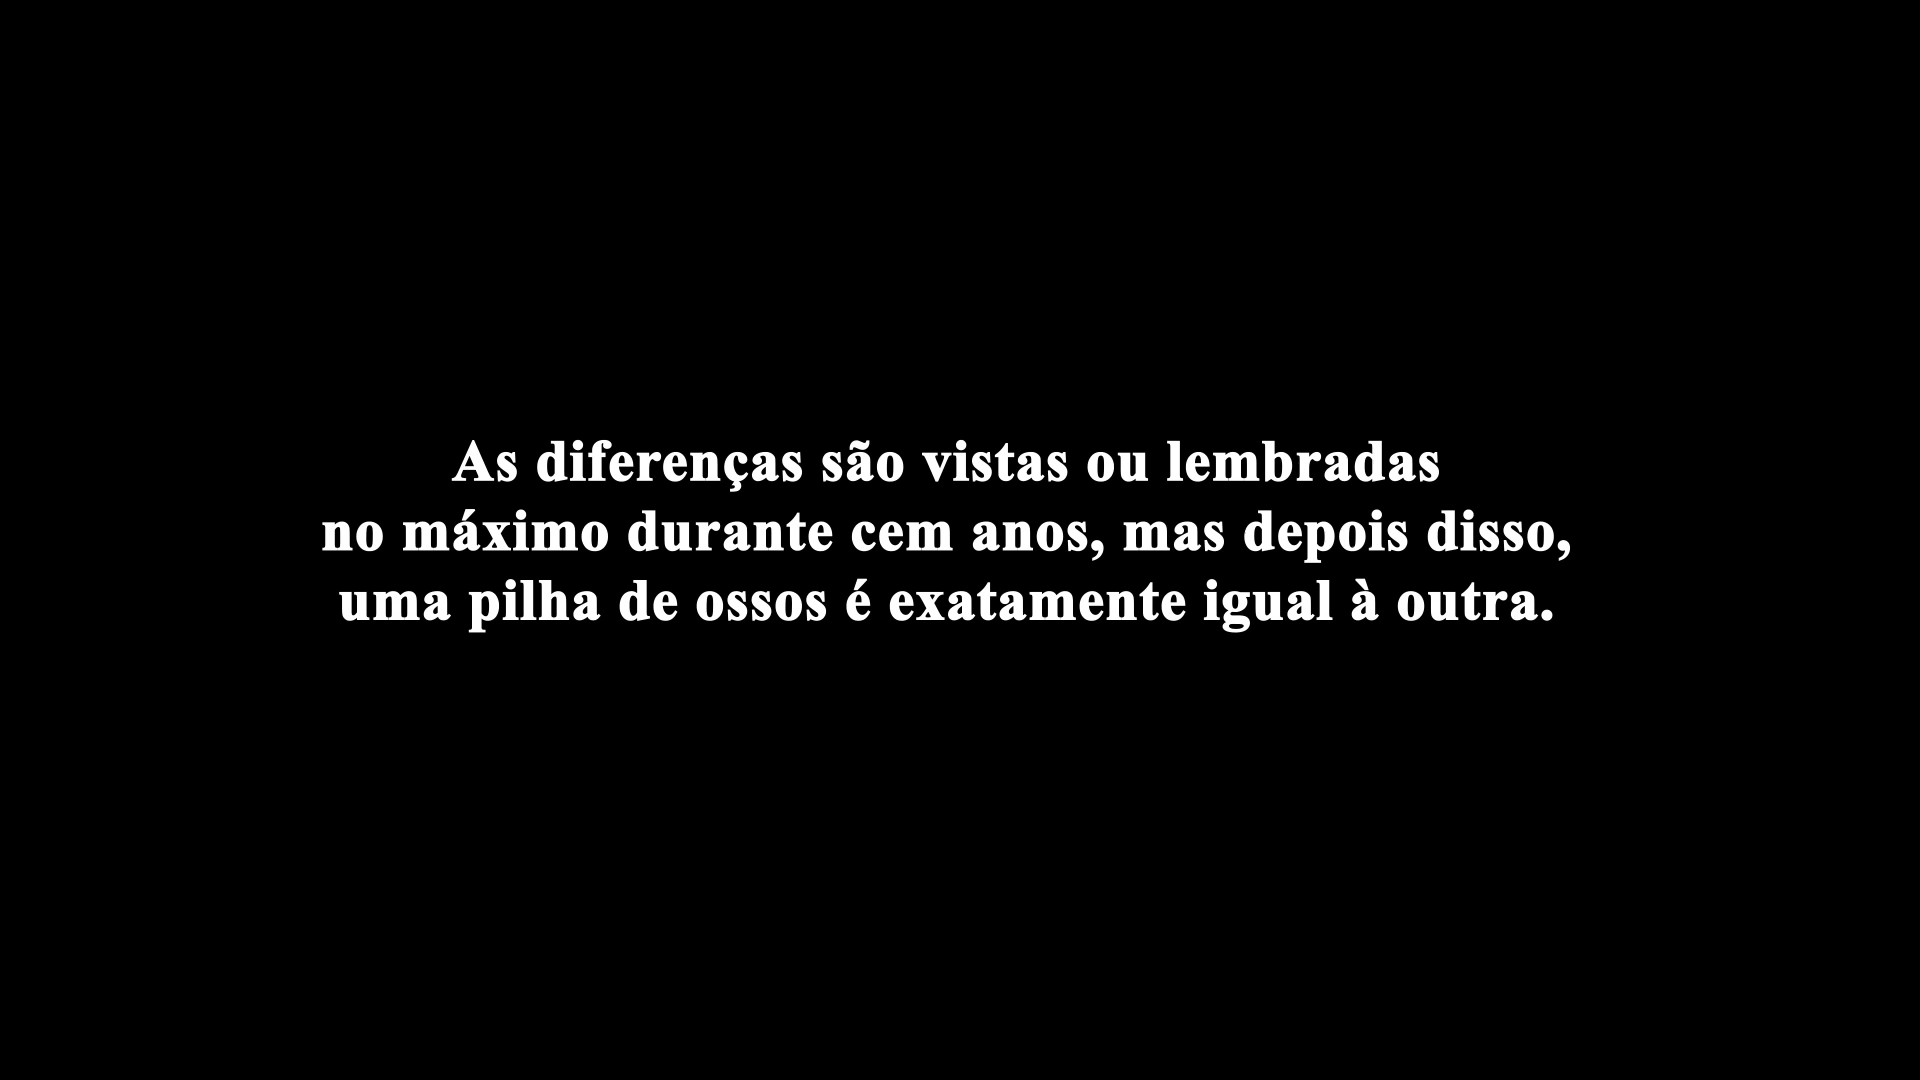 As diferenças são vistas ou lembradas
no máximo durante cem anos, mas depois disso,
uma pilha de ossos é exatamente igual à outra.